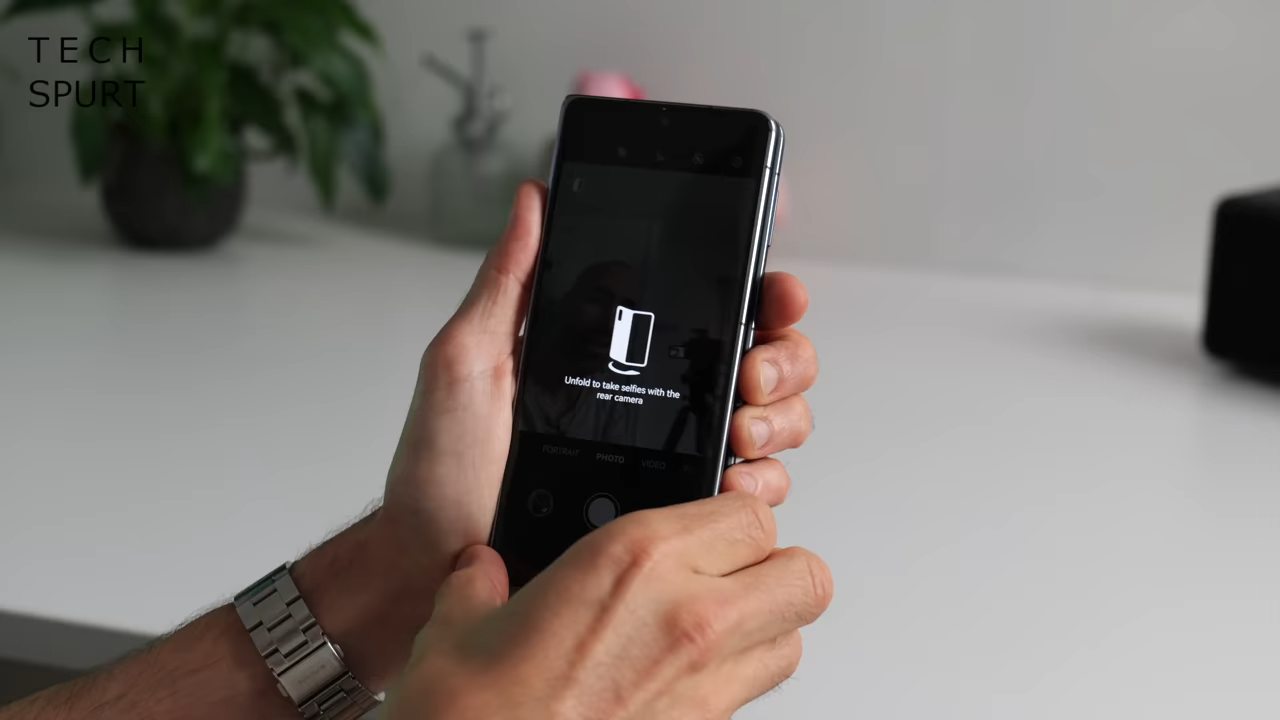 TECH
SPURT
Unfold to take selfies with the
rear camera
PORTRAIT
PHOTO
VIDEO